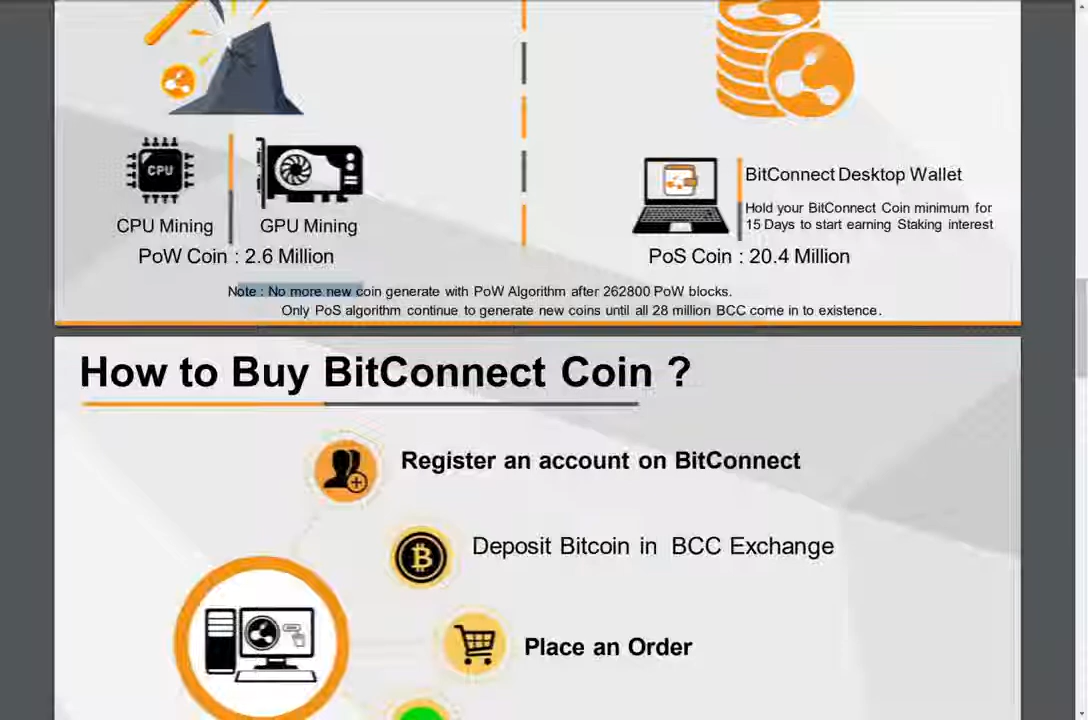 CPU
CPU Mining
GPU Mining
PoW Coin : 2.6 Million
BitConnect Desktop Wallet
Hold your BitConnect Coin minimum for
15 Days to start earning Staking interest
PoS Coin : 20.4 Million
Note : No more new coin generate with PoW Algorithm after 262800 PoW blocks.
Only PoS algorithm continue to generate new coins until all 28 million BCC come in to existence.
How to Buy BitConnect Coin ?
Register an account on BitConnect
Deposit Bitcoin in BCC Exchange
Place an Order